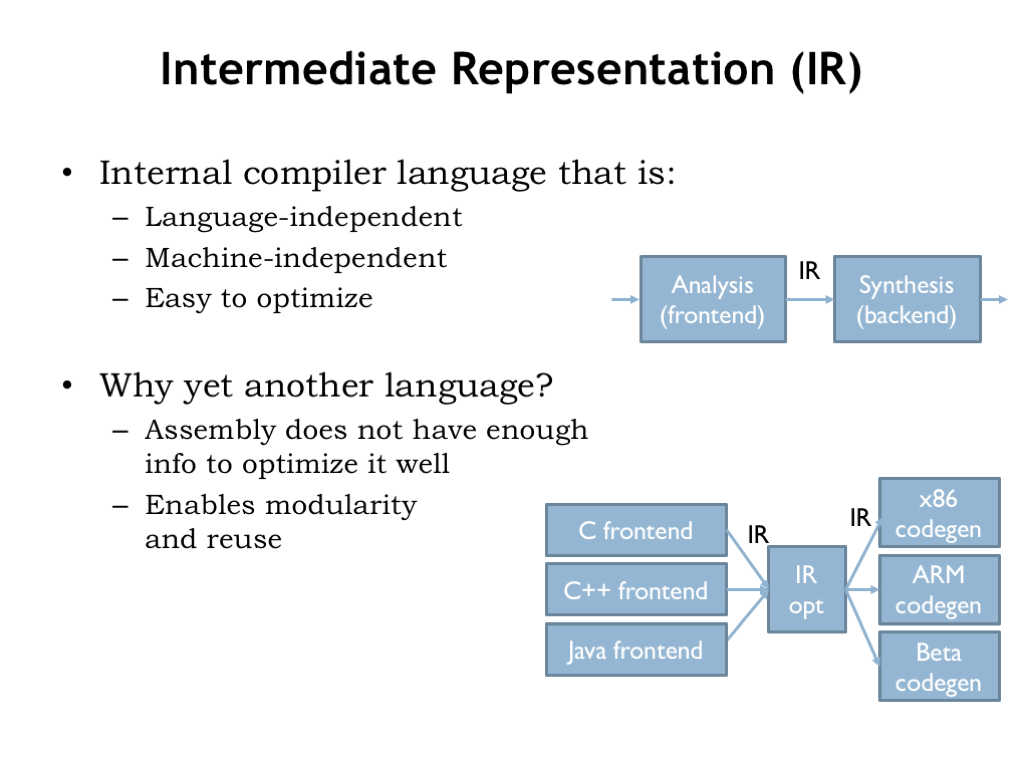 Intermediate Representation (IR)
• Internal compiler language that is:
– Language-independent
– Machine-independent
– Easy to optimize
IR
Analysis
(frontend)
Synthesis
(backend)
• Why yet another language?
– Assembly does not have enough
info to optimize it well
– Enables modularity
and reuse
C frontend
C++ frontend
Java frontend
IR
IR
opt
IR
x86
codegen
ARM
codegen
Beta
codegen